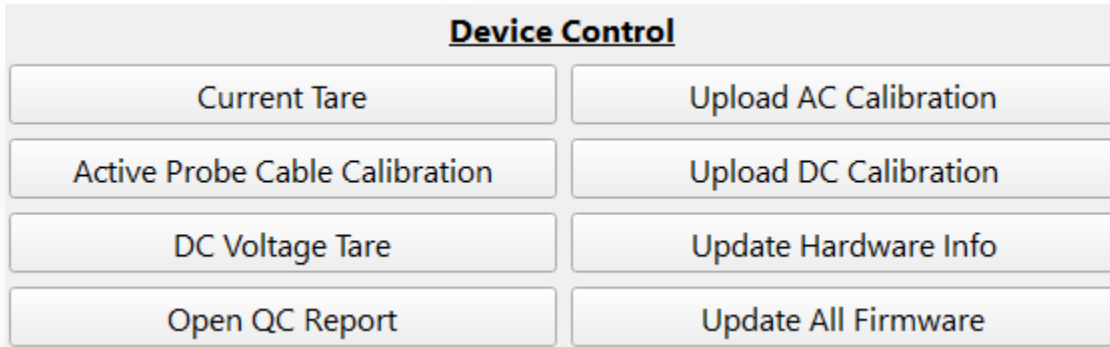 Device Control
Current Tare
Upload AC Calibration
Active Probe Cable Calibration
Upload DC Calibration
DC Voltage Tare
Update Hardware Info
Open QC Report
Update All Firmware